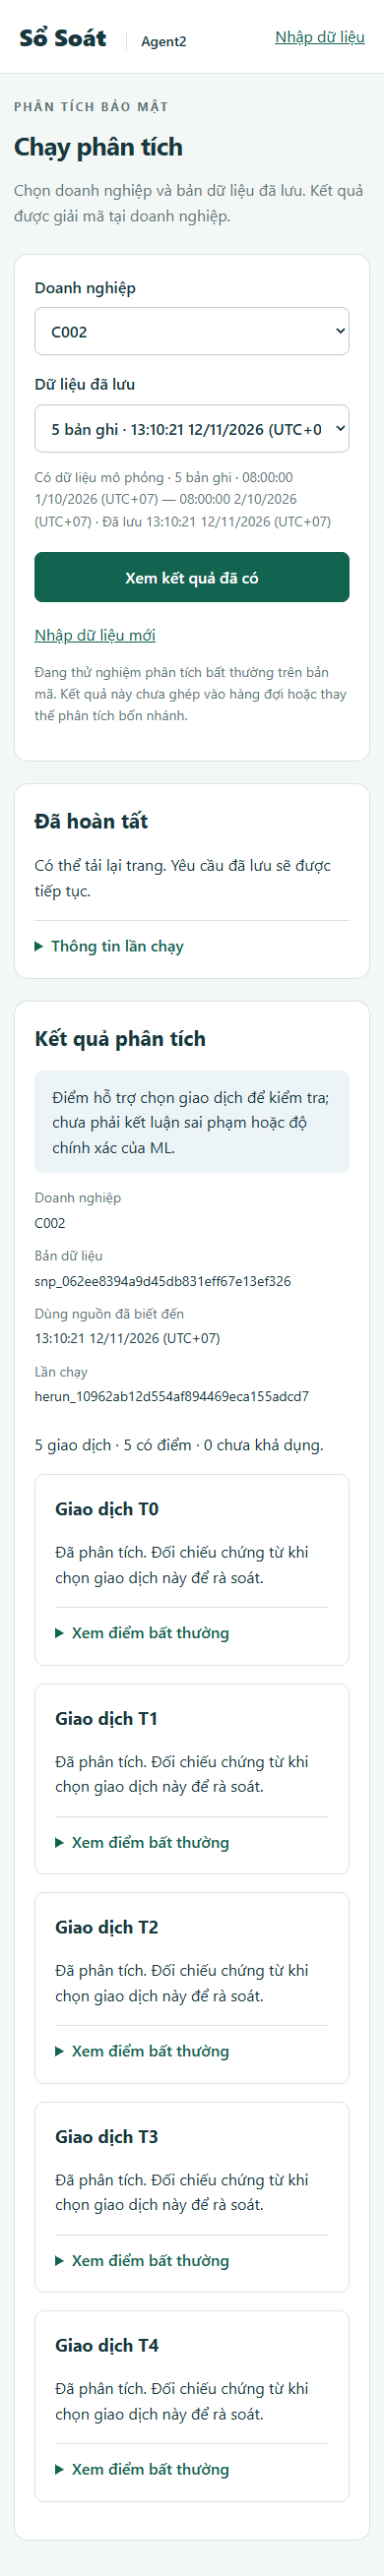 Sổ Soát
Agent2
Nhập dữ liệu
PHÂN TÍCH BẢO MẬT
Chạy phân tích
Chọn doanh nghiệp và bản dữ liệu đã lưu. Kết quả
được giải mã tại doanh nghiệp.
Doanh nghiệp
C002
Dữ liệu đã lưu
5 bản ghi · 13:10:21 12/11/2026 (UTC+0
Có dữ liệu mô phỏng · 5 bản ghi · 08:00:00
1/10/2026 (UTC+07) — 08:00:00 2/10/2026
(UTC+07) · Đã lưu 13:10:21 12/11/2026 (UTC+07)
Xem kết quả đã có
Nhập dữ liệu mới
Đang thử nghiệm phân tích bất thường trên bản
mã. Kết quả này chưa ghép vào hàng đợi hoặc thay
thế phân tích bốn nhánh.
Đã hoàn tất
Có thể tải lại trang. Yêu cầu đã lưu sẽ được
tiếp tục.
Thông tin lần chạy
Kết quả phân tích
Điểm hỗ trợ chọn giao dịch để kiểm tra;
chưa phải kết luận sai phạm hoặc độ
chính xác của ML.
Doanh nghiệp
C002
Bản dữ liệu
snp_062ee8394a9d45db831eff67e13ef326
Dùng nguồn đã biết đến
13:10:21 12/11/2026 (UTC+07)
Lần chạy
herun_10962ab12d554af894469eca155adcd7
5 giao dịch · 5 có điểm · 0 chưa khả dụng.
Giao dịch T0
Đã phân tích. Đối chiếu chứng từ khi
chọn giao dịch này để rà soát.
Xem điểm bất thường
Giao dịch T1
Đã phân tích. Đối chiếu chứng từ khi
chọn giao dịch này để rà soát.
Xem điểm bất thường
Giao dịch T2
Đã phân tích. Đối chiếu chứng từ khi
chọn giao dịch này để rà soát.
Xem điểm bất thường
Giao dịch T3
Đã phân tích. Đối chiếu chứng từ khi
chọn giao dịch này để rà soát.
Xem điểm bất thường
Giao dịch T4
Đã phân tích. Đối chiếu chứng từ khi
chọn giao dịch này để rà soát.
Xem điểm bất thường